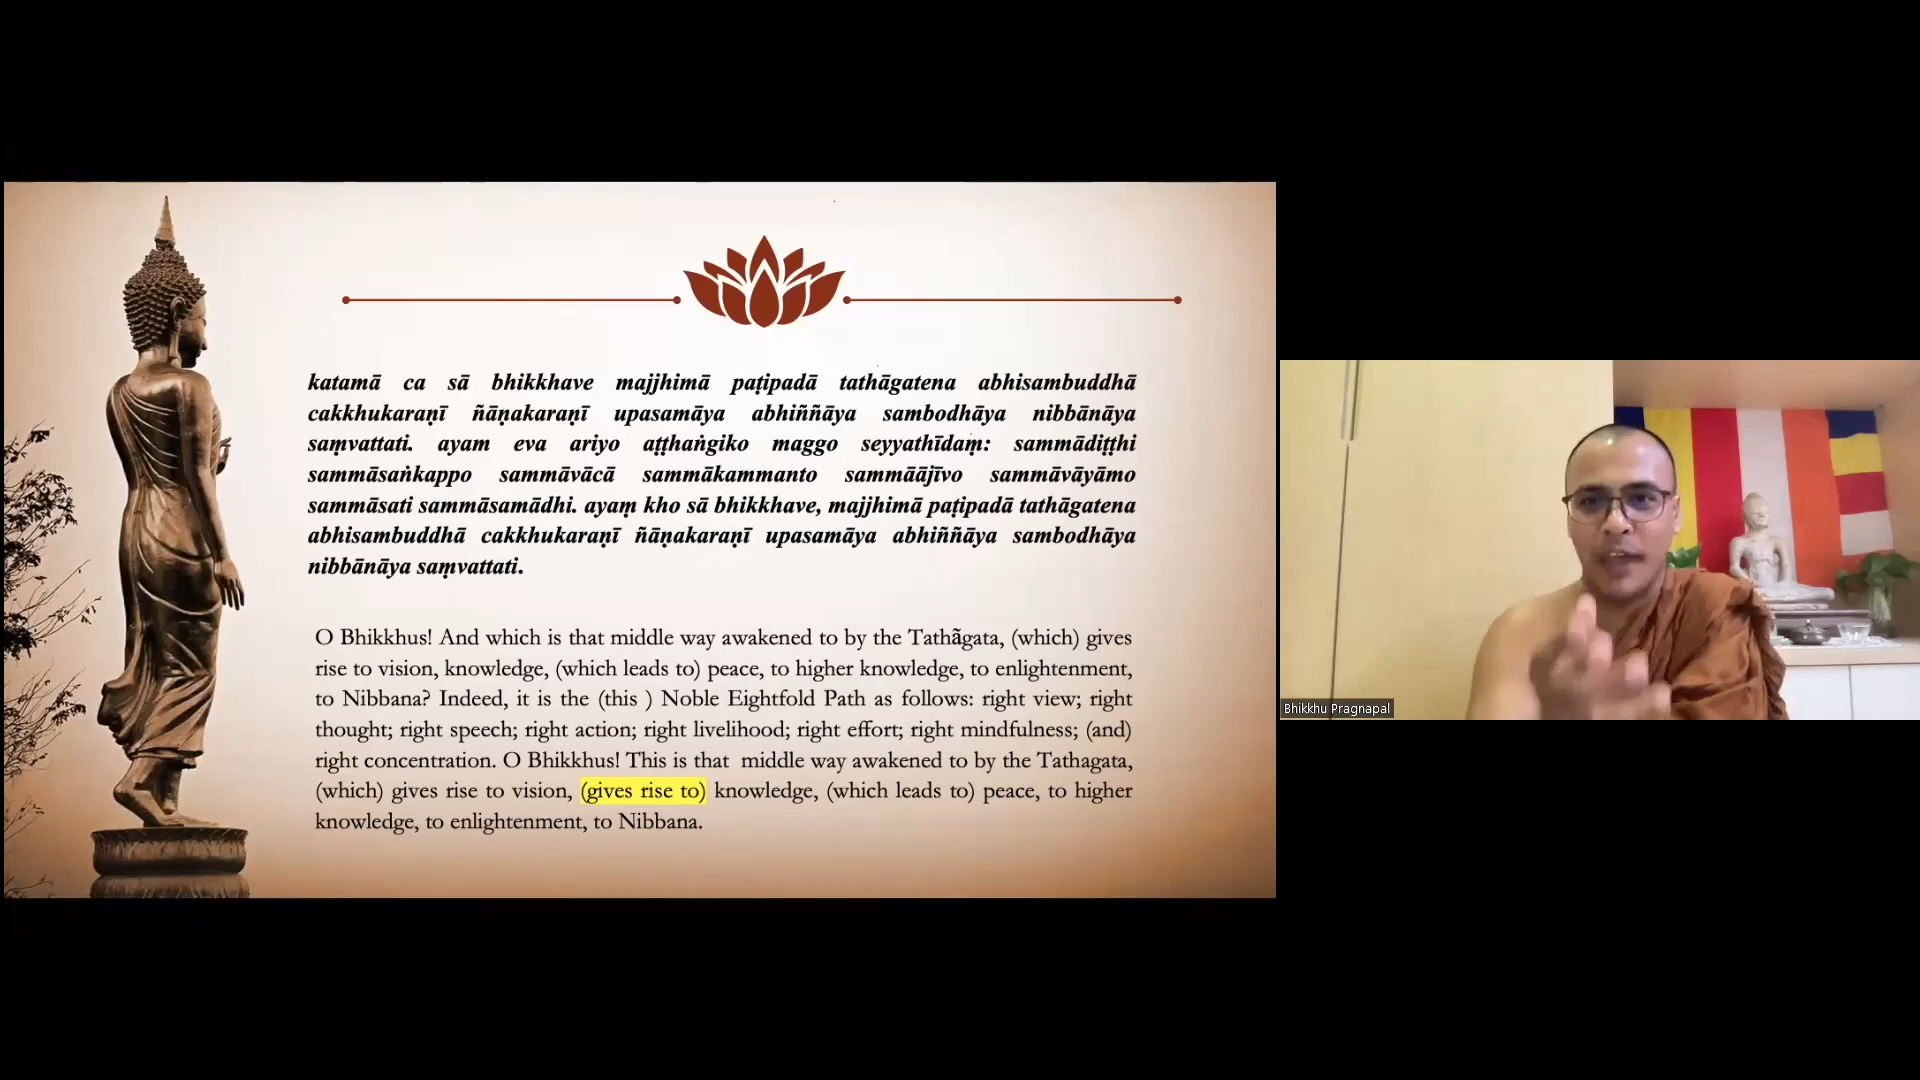 katamā ca sā bhikkhave majjhimā paṭipadā tathāgatena abhisambuddhā
cakkhukaraṇī ñāṇakaraṇī upasamāya abhiññāya sambodhāya nibbānāya
saṃvattati. ayam eva ariyo aṭṭhaṅgiko maggo seyyathīdaṃ: sammādiṭṭhi
sammāsaṅkappo sammāvācā sammākammanto sammāājīvo sammāvāyāmo
sammāsati sammāsamādhi. ayaṃ kho sā bhikkhave, majjhimā paṭipadā tathāgatena
abhisambuddhā cakkhukaraṇī ñāṇakaraṇī upasamāya abhiññāya sambodhāya
nibbānāya saṃvattati.
O Bhikkhus! And which is that middle way awakened to by the Tathãgata, (which) gives
rise to vision, knowledge, (which leads to) peace, to higher knowledge, to enlightenment,
to Nibbana? Indeed, it is the (this ) Noble Eightfold Path as follows: right view; right
thought; right speech; right action; right livelihood; right effort; right mindfulness; (and)
right concentration. O Bhikkhus! This is that middle way awakened to by the Tathagata,
(which) gives rise to vision, (gives rise to) knowledge, (which leads to) peace, to higher
knowledge, to enlightenment, to Nibbana.
Bhikkhu Pragnapal